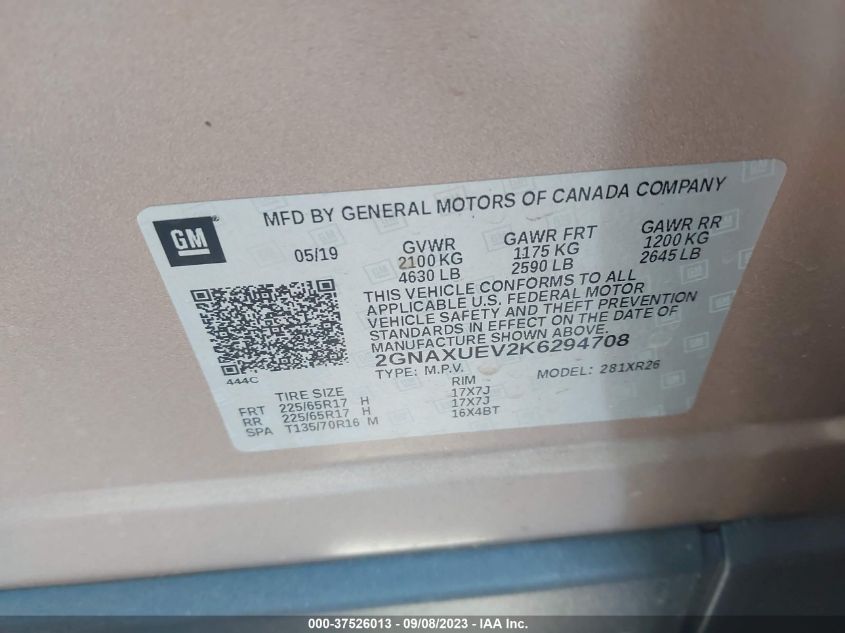 MFD BY GENERAL MOTORS OF CANADA COMPANY
GM
05/19
GVWR GAWR FRT GAWR RR
2100 KG 1175 KG 1200 KG
4630 LB 2590 LB 2645 LB
THIS VEHICLE CONFORMS TO ALL
APPLICABLE U.S. FEDERAL MOTOR
VEHICLE SAFETY AND THEFT PREVENTION
STANDARDS IN EFFECT ON THE DATE OF
MANUFACTURE SHOWN ABOVE.
2GNAXUEV2K6294708
444C
TYPE: M.P.V. MODEL: 281XR26
TIRE SIZE RIM
FRT 225/65R17 H 17X7J
RR 225/65R17 H 17X7J
SPA T135/70R16 M 16X4BT
000-37526013 - 09/08/2023 - IAA Inc.